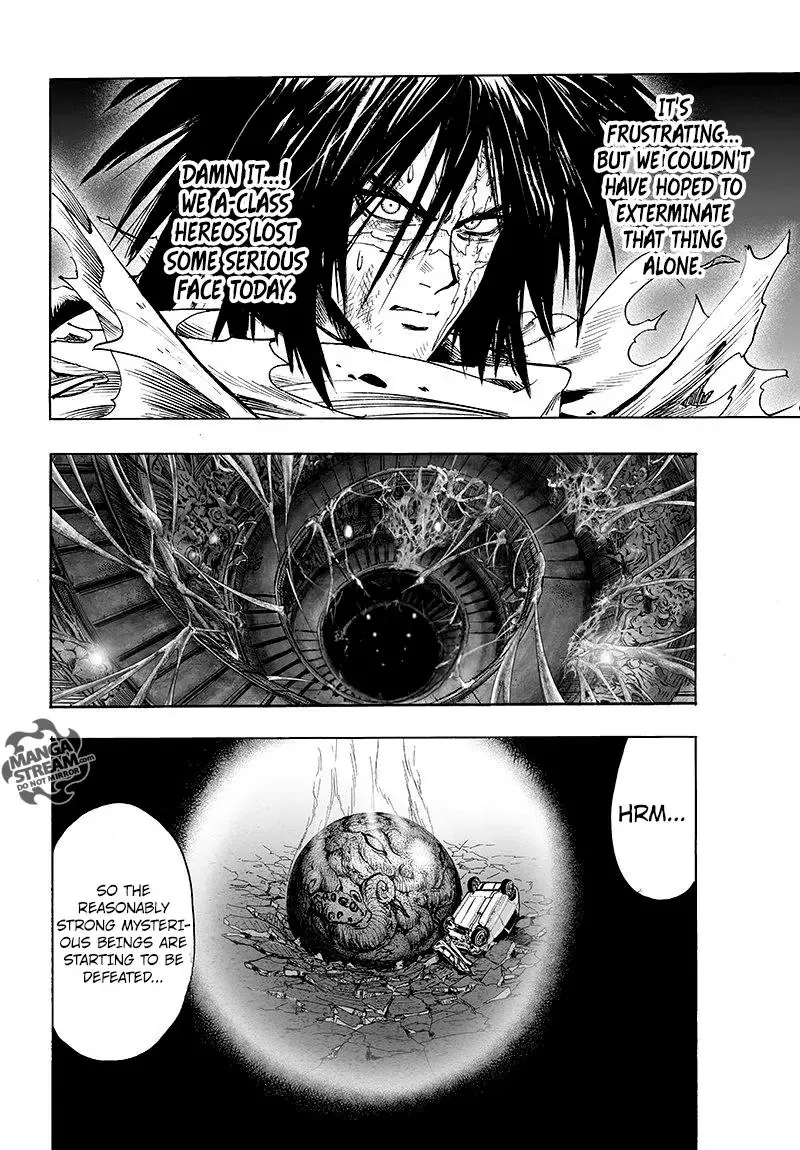 IT'S
FRUSTRATING...
BUT WE COULDN'T
HAVE HOPED TO
EXTERMINATE
THAT THING
ALONE.
DAMN IT...!
WE A-CLASS
HEREOS LOST
SOME SERIOUS
FACE TODAY.
HRM...
SO THE
REASONABLY
STRONG MYSTERI-
OUS BEINGS ARE
STARTING TO BE
DEFEATED...
MANGA
STREAM.com
DO NOT MIRROR